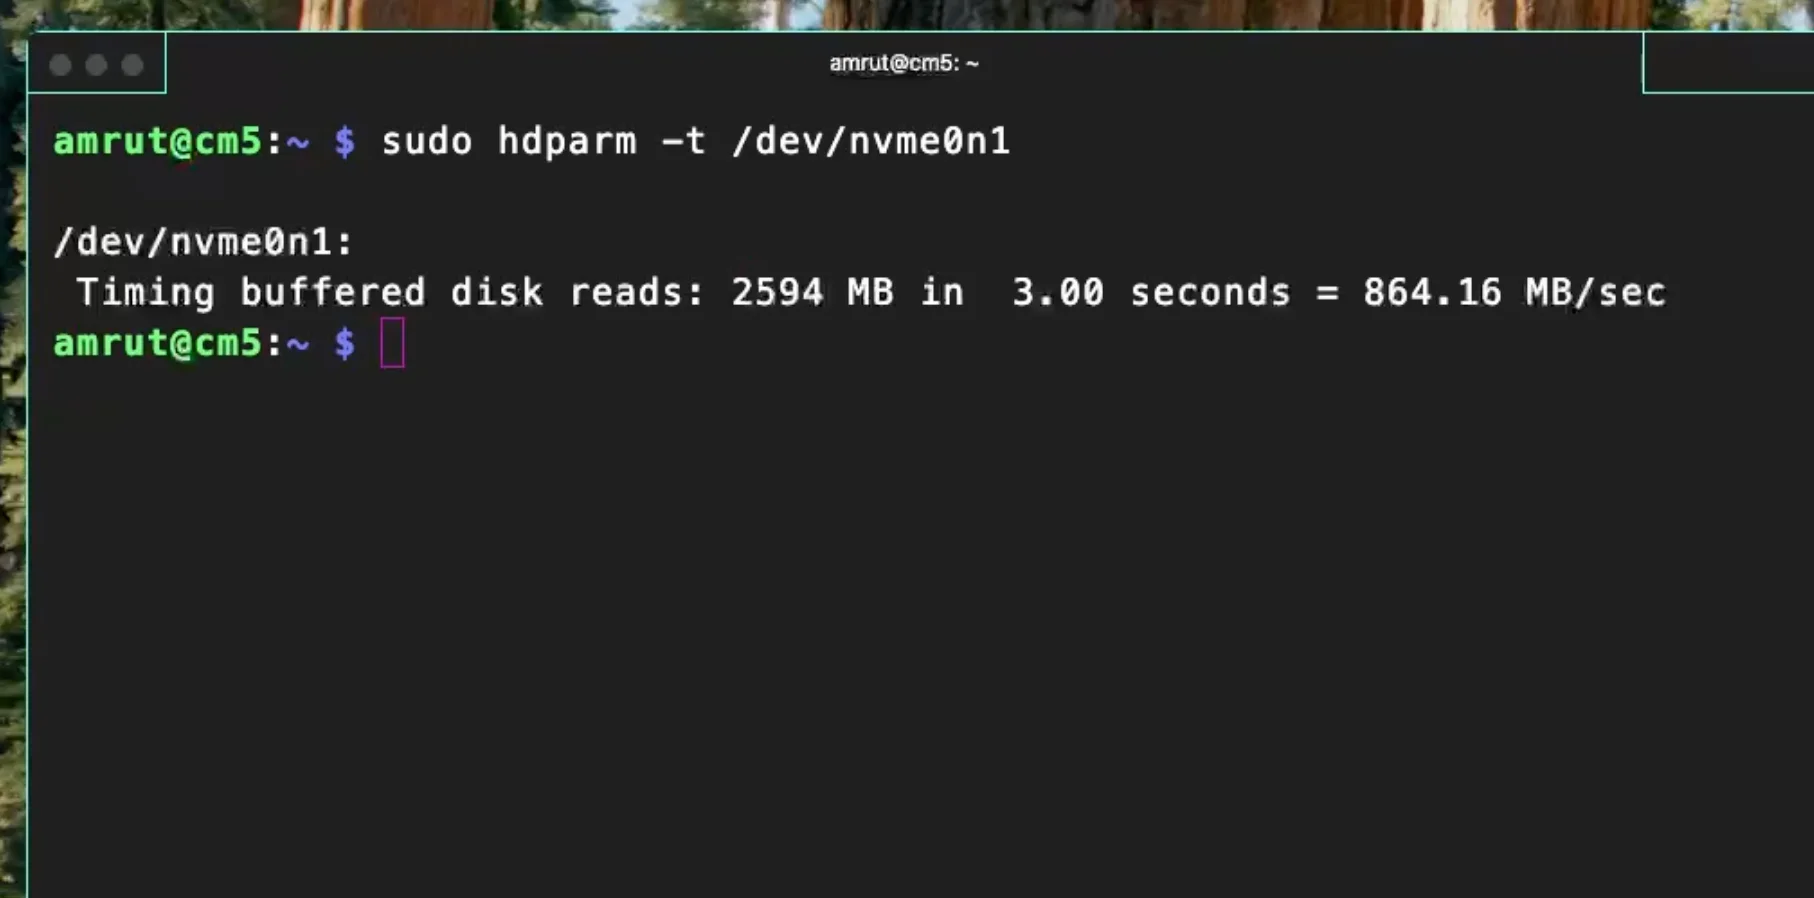 amrut@cm5: ~
amrut@cm5:~ $ sudo hdparm -t /dev/nvme0n1
/dev/nvme0n1:
 Timing buffered disk reads: 2594 MB in  3.00 seconds = 864.16 MB/sec
amrut@cm5:~ $